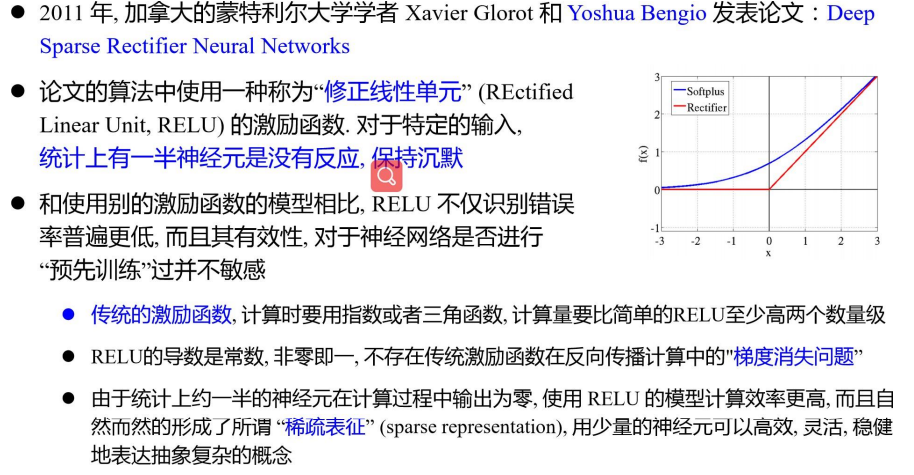 ● 2011 年, 加拿大的蒙特利尔大学学者 Xavier Glorot 和 Yoshua Bengio 发表论文：Deep
Sparse Rectifier Neural Networks
● 论文的算法中使用一种称为“修正线性单元” (REctified
Linear Unit, RELU) 的激励函数. 对于特定的输入,
统计上有一半神经元是没有反应, 保持沉默
● 和使用别的激励函数的模型相比, RELU 不仅识别错误
率普遍更低, 而且其有效性, 对于神经网络是否进行
“预先训练”过并不敏感
Softplus
Rectifier
f(x)
3
2
1
0
-1
-3 -2 -1 0 1 2 3
x
● 传统的激励函数, 计算时要用指数或者三角函数, 计算量要比简单的RELU至少高两个数量级
● RELU的导数是常数, 非零即一, 不存在传统激励函数在反向传播计算中的"梯度消失问题”
● 由于统计上约一半的神经元在计算过程中输出为零, 使用 RELU 的模型计算效率更高, 而且自
然而然的形成了所谓 “稀疏表征” (sparse representation), 用少量的神经元可以高效, 灵活, 稳健
地表达抽象复杂的概念